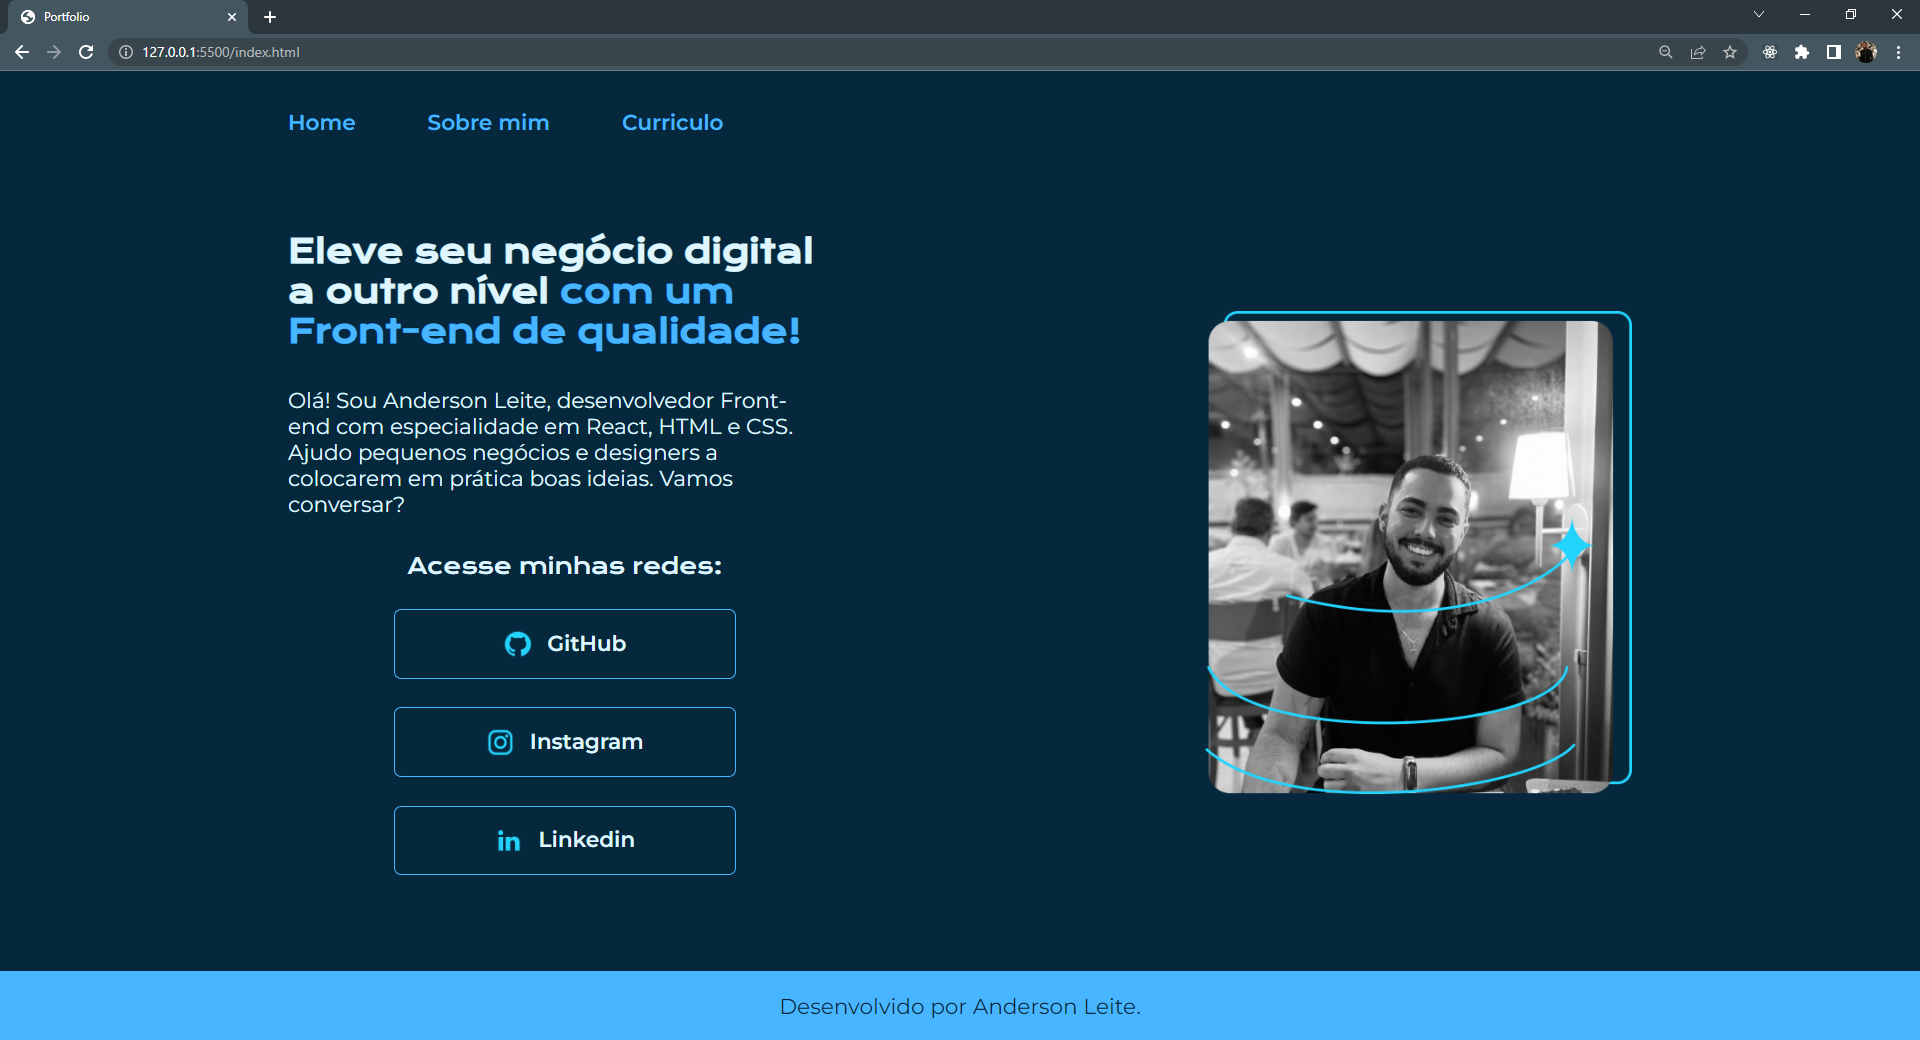 Portfolio
127.0.0.1:5500/index.html
Home Sobre mim Curriculo
Eleve seu negócio digital
a outro nível com um
Front-end de qualidade!
Olá! Sou Anderson Leite, desenvolvedor Front-
end com especialidade em React, HTML e CSS.
Ajudo pequenos negócios e designers a
colocarem em prática boas ideias. Vamos
conversar?
Acesse minhas redes:
GitHub
Instagram
in Linkedin
Desenvolvido por Anderson Leite.